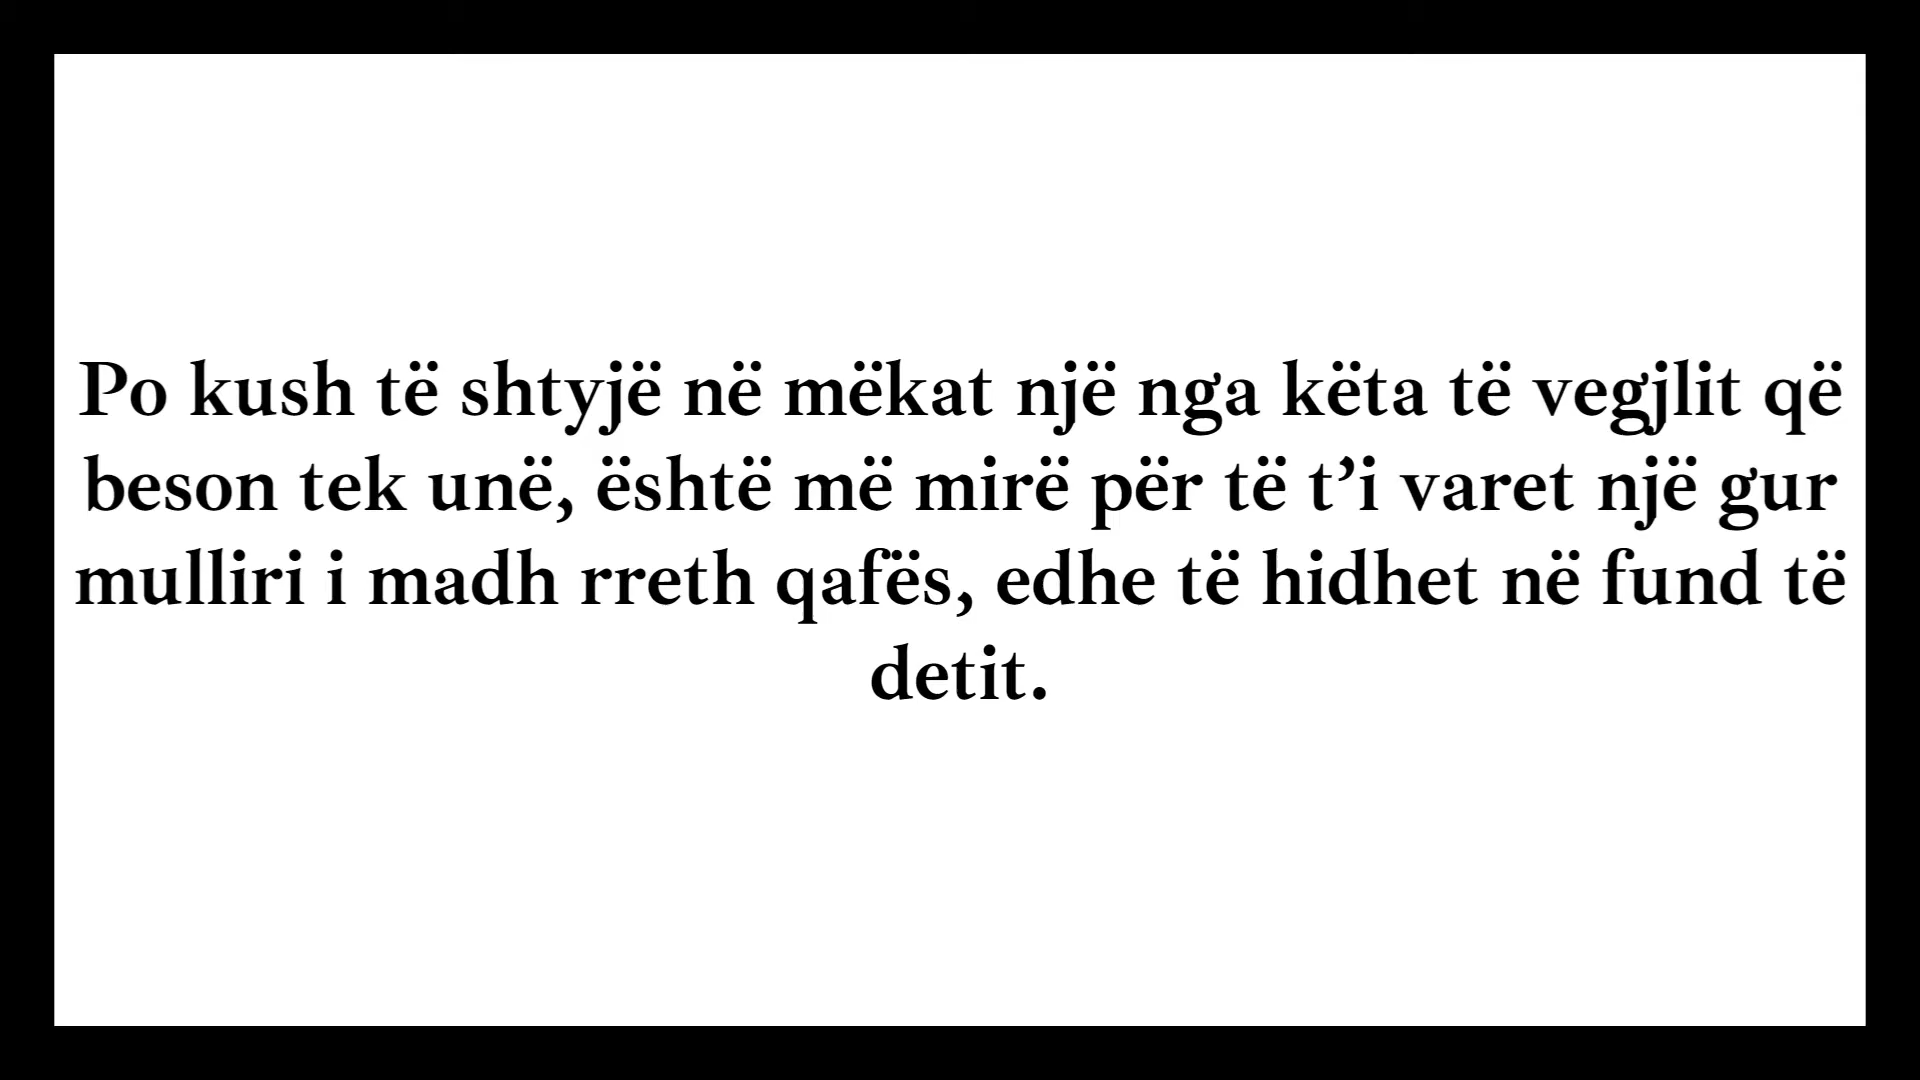 Po kush të shtyjë në mëkat një nga këta të vegjlit që
beson tek unë, është më mirë për të t’i varet një gur
mulliri i madh rreth qafës, edhe të hidhet në fund të
detit.